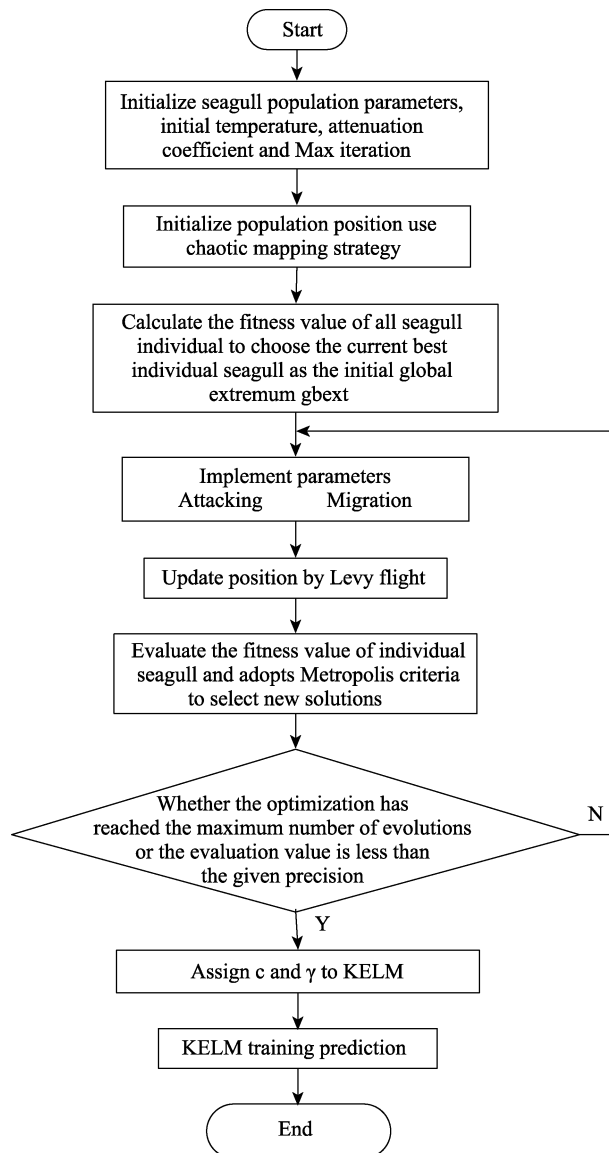 Start
Initialize seagull population parameters,
initial temperature, attenuation
coefficient and Max iteration
Initialize population position use
chaotic mapping strategy
Calculate the fitness value of all seagull
individual to choose the current best
individual seagull as the initial global
extremum gbext
Implement parameters
Attacking Migration
Update position by Levy flight
Evaluate the fitness value of individual
seagull and adopts Metropolis criteria
to select new solutions
Whether the optimization has
reached the maximum number of evolutions
or the evaluation value is less than
the given precision
N
Y
Assign c and γ to KELM
KELM training prediction
End